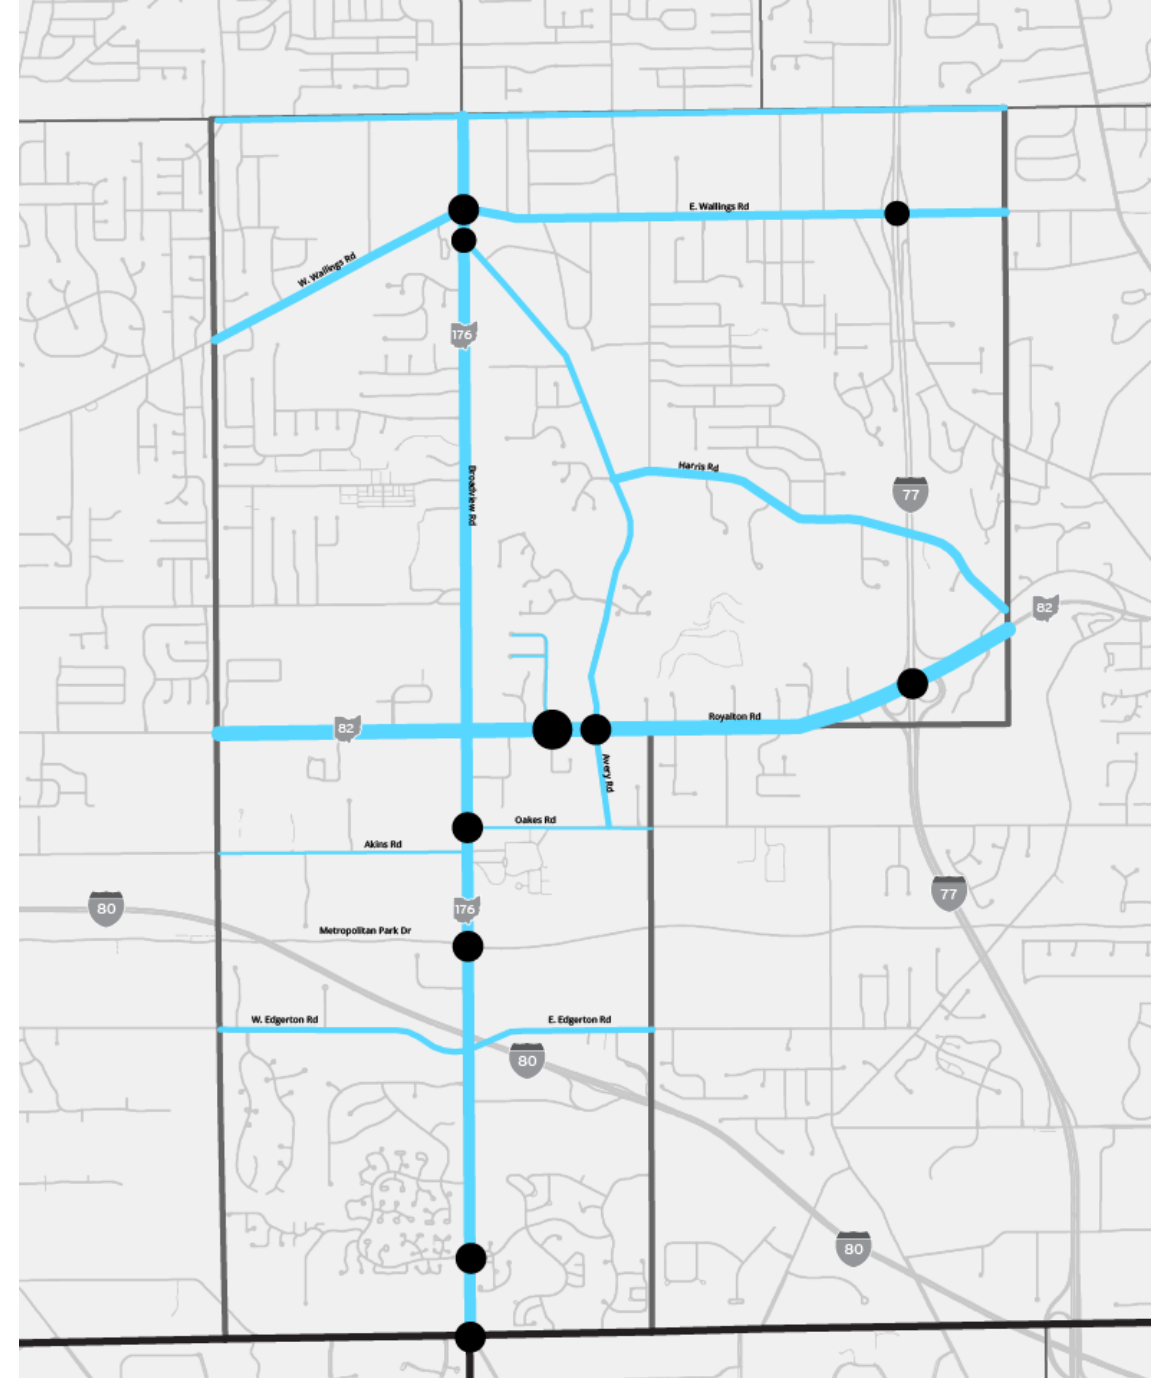 E. Wallings Rd
W. Wallings Rd
176
Broadview Rd
Harris Rd
77
82
Royalton Rd
82
Avery Rd
Oakes Rd
Akins Rd
77
80
176
Metropolitan Park Dr
W. Edgerton Rd
E. Edgerton Rd
80
80